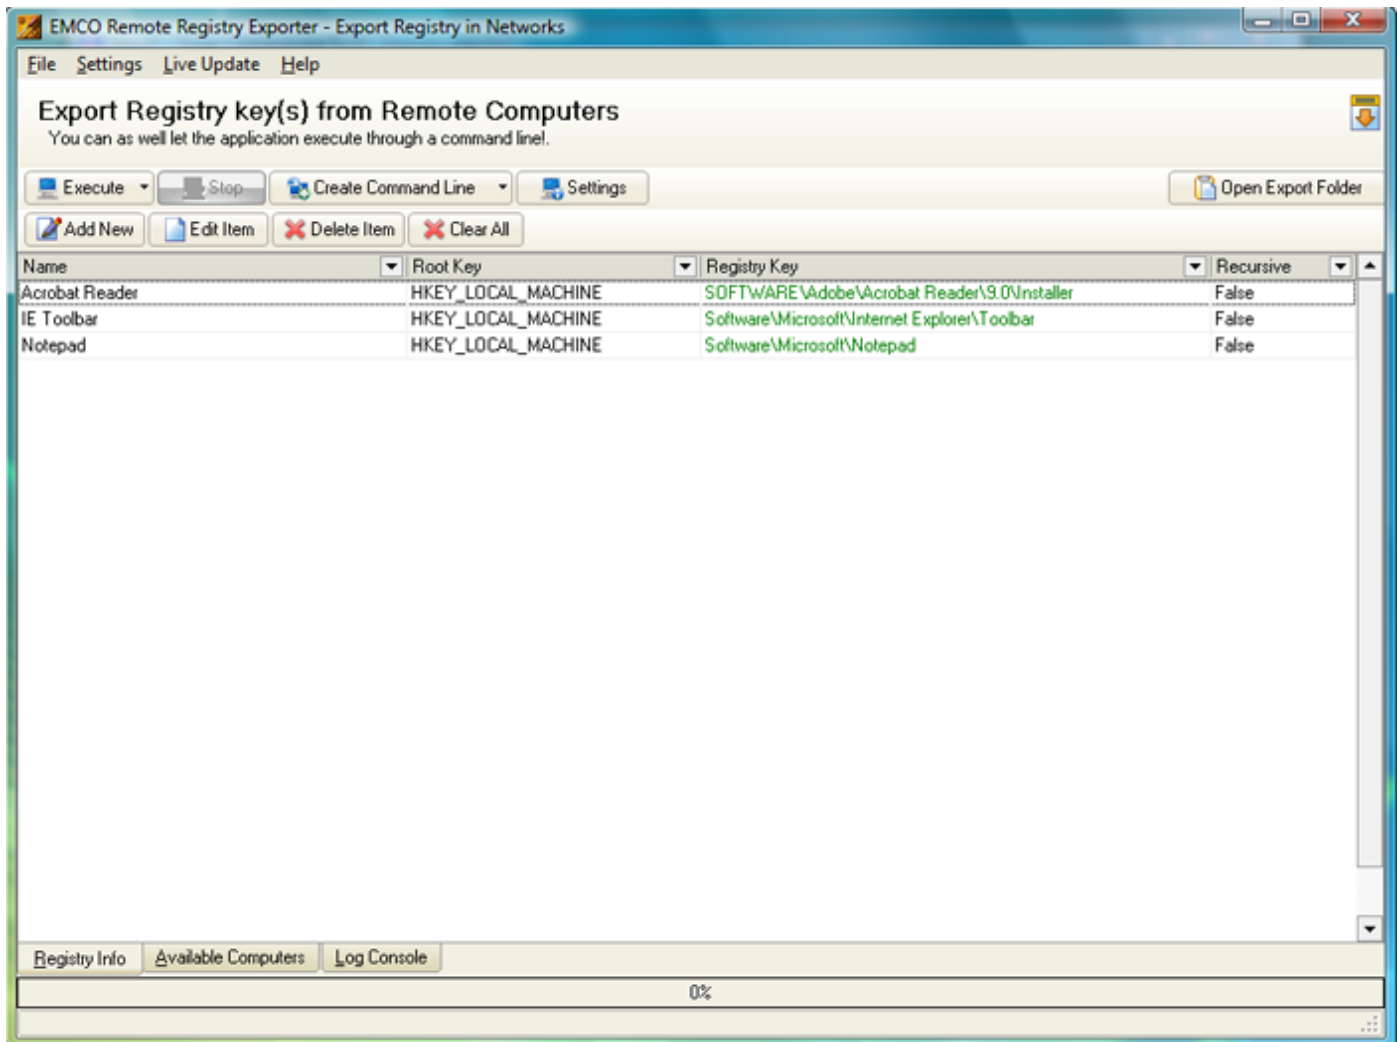 EMCO Remote Registry Exporter - Export Registry in Networks
File Settings Live Update Help
Export Registry key(s) from Remote Computers
You can as well let the application execute through a command line!.
Execute Stop Create Command Line Settings Open Export Folder
Add New Edit Item Delete Item Clear All
Name Root Key Registry Key Recursive
Acrobat Reader HKEY_LOCAL_MACHINE SOFTWARE\Adobe\Acrobat Reader\9.0\Installer False
IE Toolbar HKEY_LOCAL_MACHINE Software\Microsoft\Internet Explorer\Toolbar False
Notepad HKEY_LOCAL_MACHINE Software\Microsoft\Notepad False
Registry Info Available Computers Log Console
0%